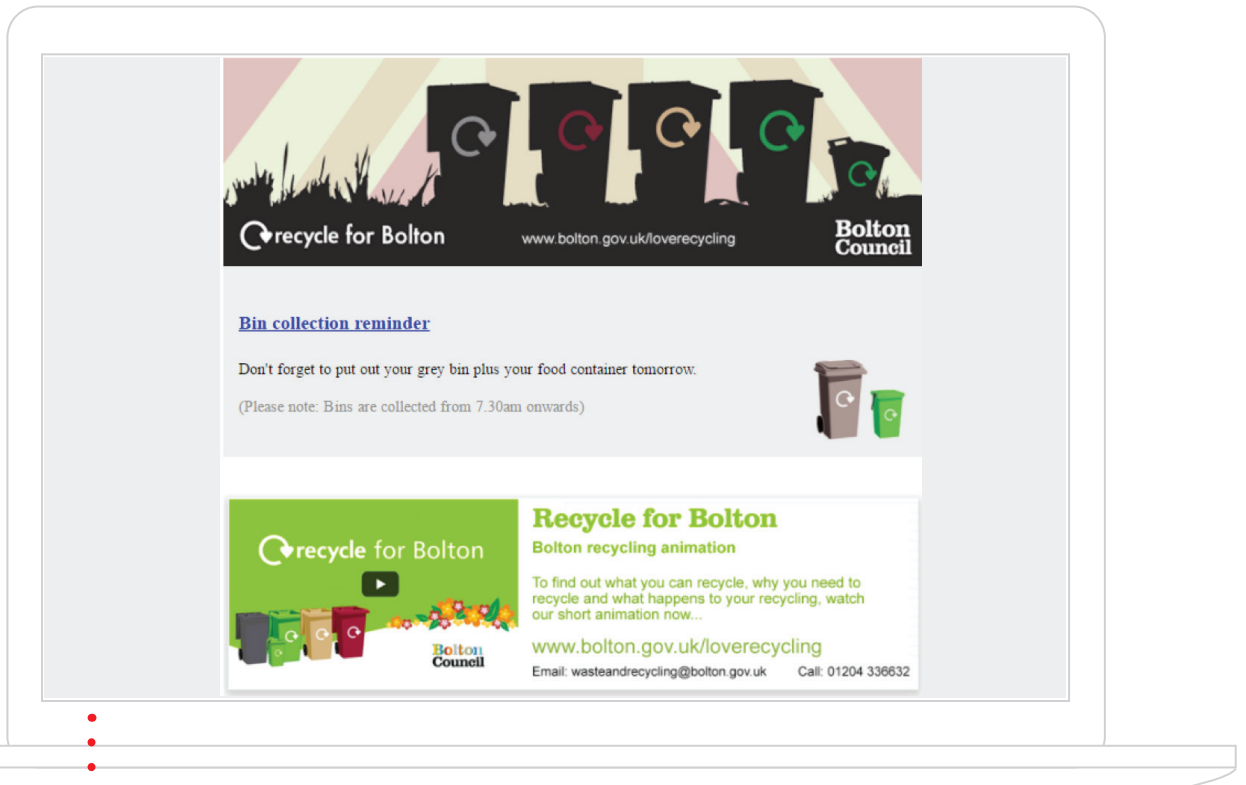 recycle for Bolton
www.bolton.gov.uk/loverecycling
Bolton
Council
Bin collection reminder
Don't forget to put out your grey bin plus your food container tomorrow.
(Please note: Bins are collected from 7.30am onwards)
recycle for Bolton
Bolton
Council
Recycle for Bolton
Bolton recycling animation
To find out what you can recycle, why you need to
recycle and what happens to your recycling, watch
our short animation now...
www.bolton.gov.uk/loverecycling
Email: wasteandrecycling@bolton.gov.uk Call: 01204 336632